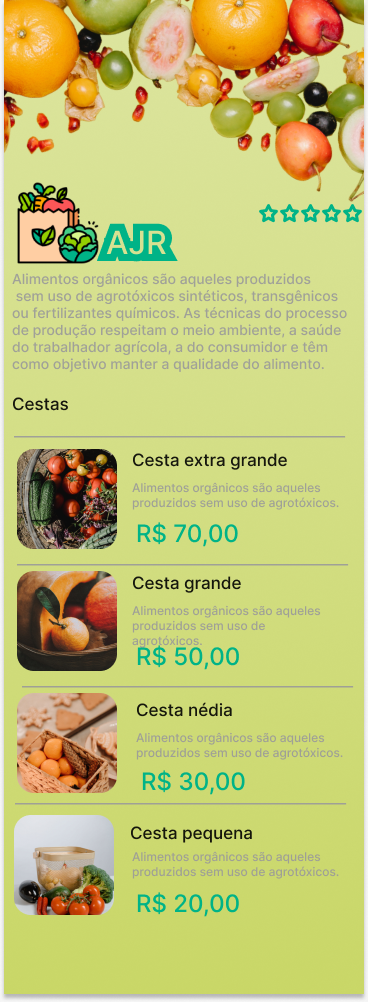 AJR
Alimentos orgânicos são aqueles produzidos
sem uso de agrotóxicos sintéticos, transgênicos
ou fertilizantes químicos. As técnicas do processo
de produção respeitam o meio ambiente, a saúde
do trabalhador agrícola, a do consumidor e têm
como objetivo manter a qualidade do alimento.
Cestas
Cesta extra grande
Alimentos orgânicos são aqueles
produzidos sem uso de agrotóxicos.
R$ 70,00
Cesta grande
Alimentos orgânicos são aqueles
produzidos sem uso de
agrotóxicos.
R$ 50,00
Cesta nédia
Alimentos orgânicos são aqueles
produzidos sem uso de agrotóxicos.
R$ 30,00
Cesta pequena
Alimentos orgânicos são aqueles
produzidos sem uso de agrotóxicos.
R$ 20,00